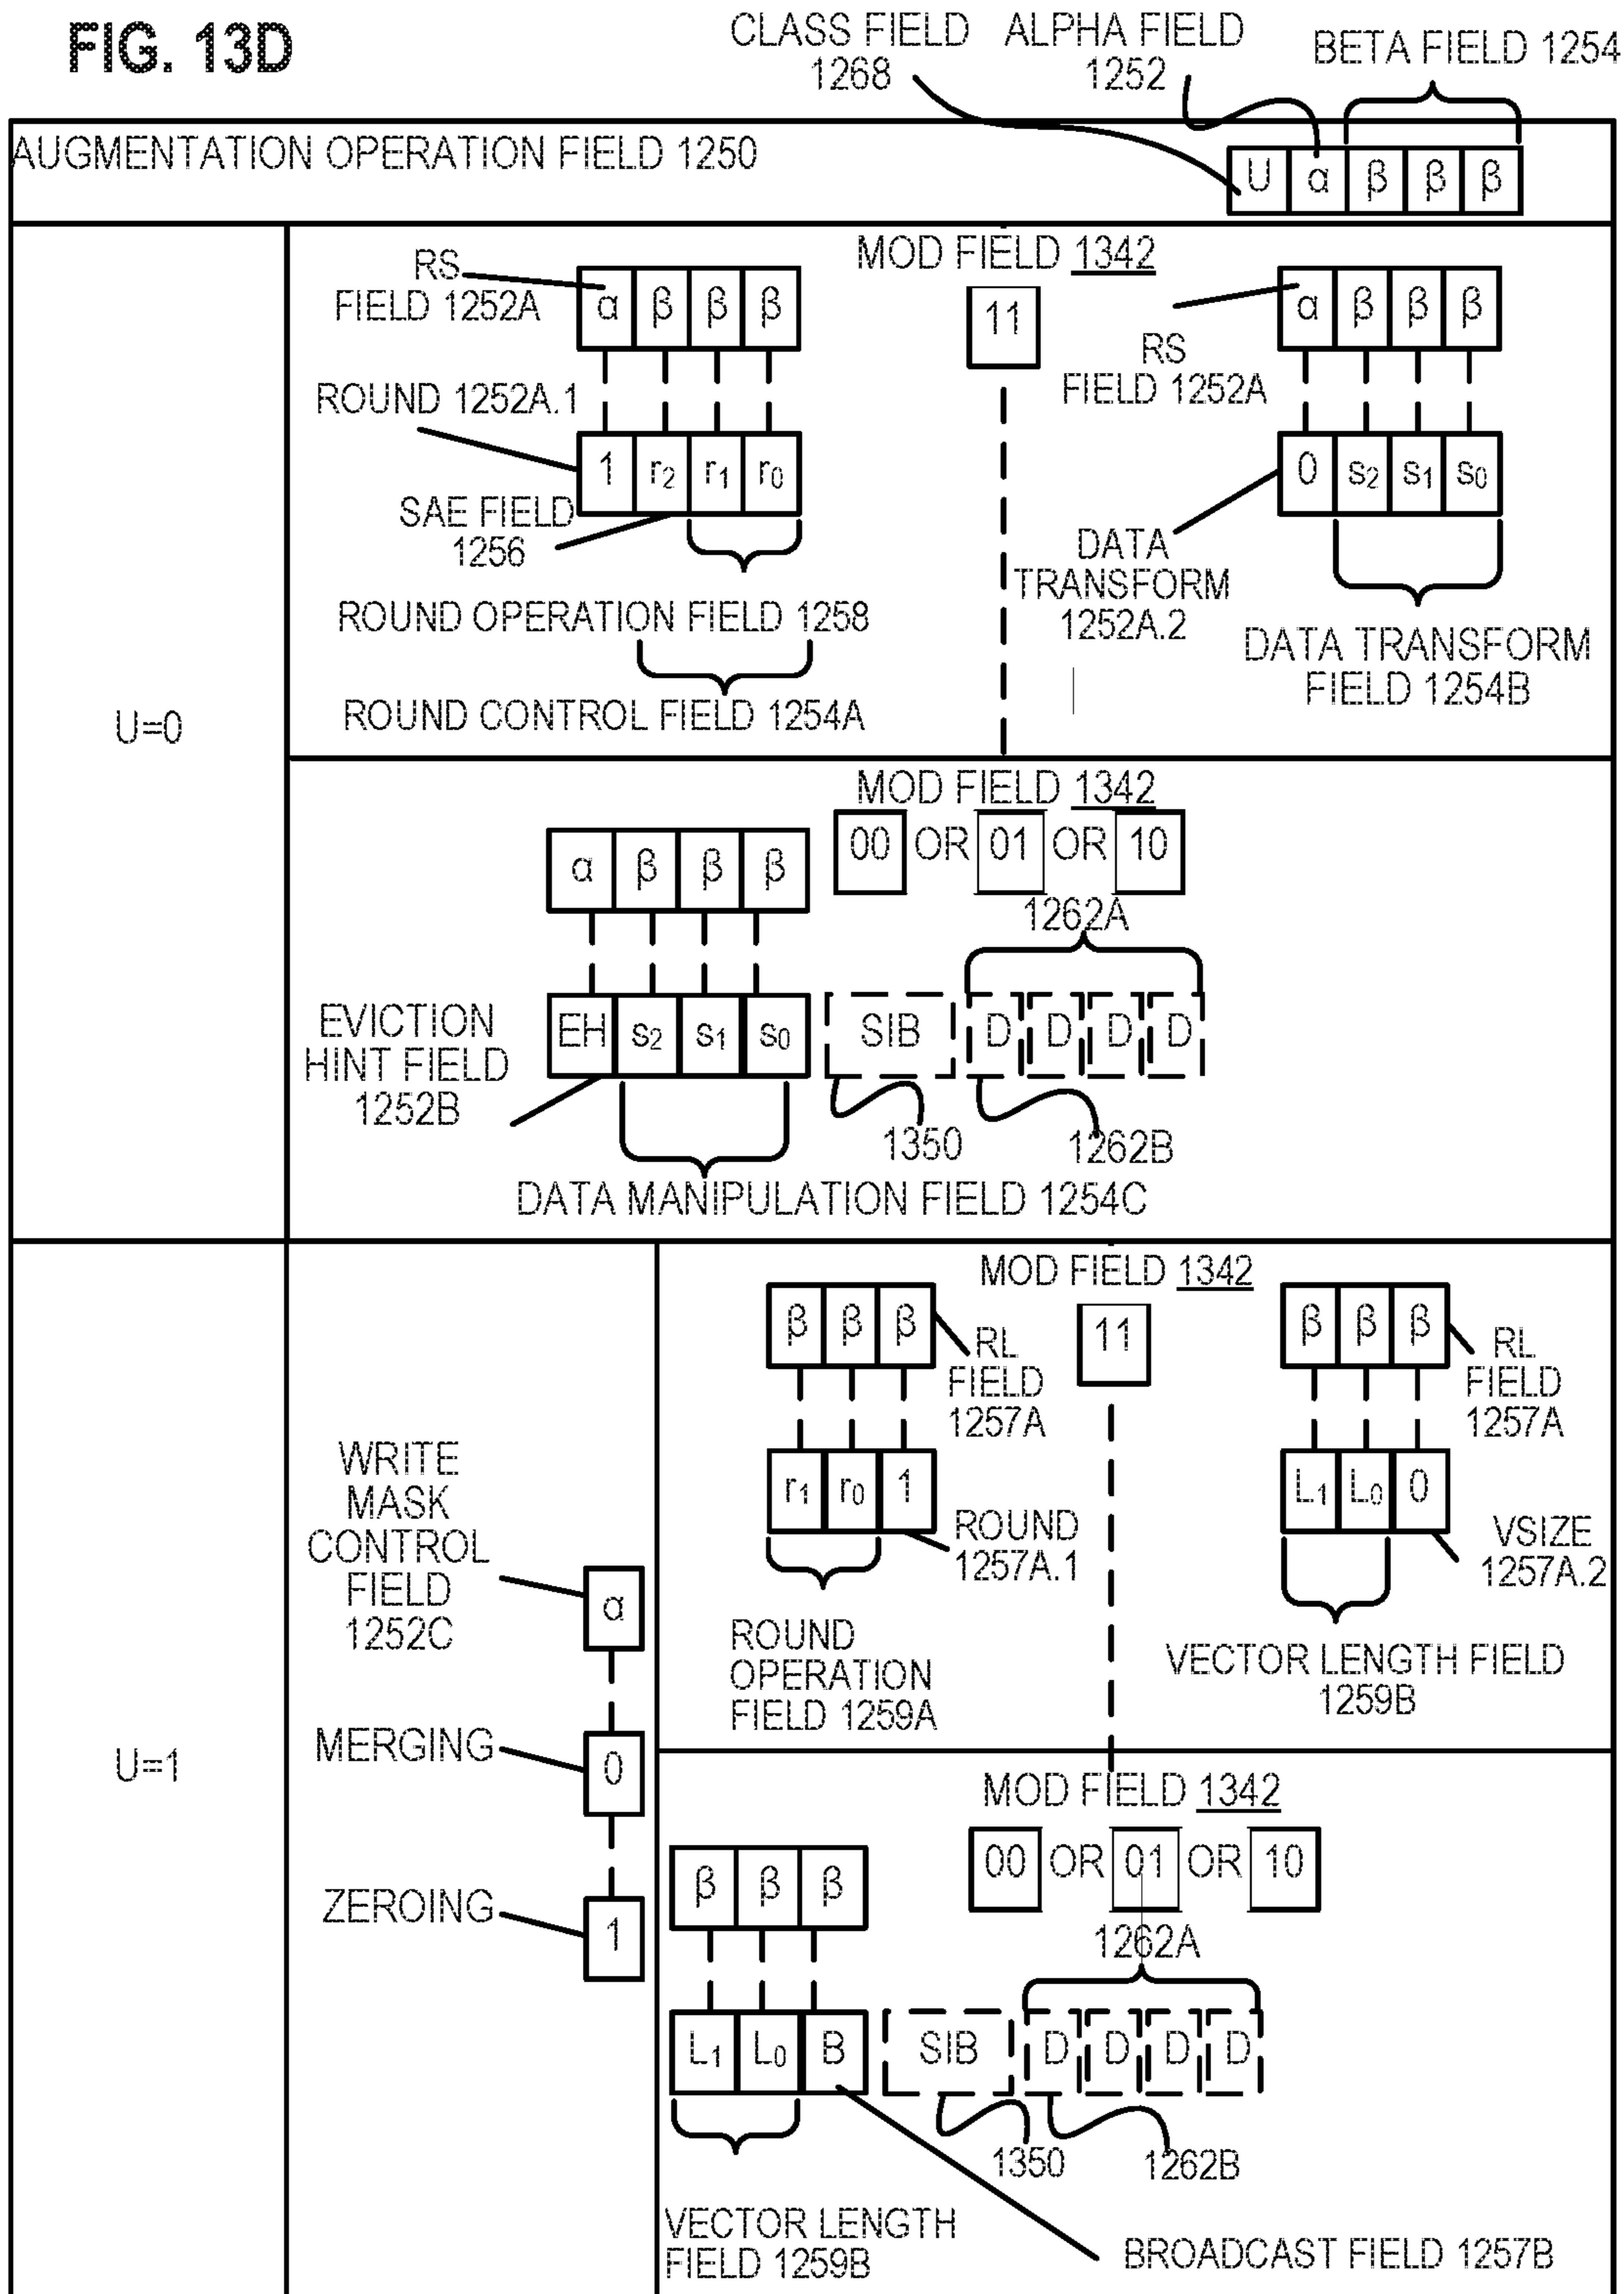 FIG. 13D
CLASS FIELD
1268
ALPHA FIELD
1252
BETA FIELD 1254
AUGMENTATION OPERATION FIELD 1250
U α β β β
U=0
MOD FIELD 1342
11
RS
FIELD 1252A
α β β β
ROUND 1252A.1
1 r2 r1 r0
SAE FIELD
1256
ROUND OPERATION FIELD 1258
ROUND CONTROL FIELD 1254A
α β β β
RS
FIELD 1252A
0 s2 s1 s0
DATA
TRANSFORM
1252A.2
DATA TRANSFORM
FIELD 1254B
MOD FIELD 1342
00 OR 01 OR 10
α β β β
1262A
EVICTION
HINT FIELD
1252B
EH s2 s1 s0 SIB D D D D
1350
1262B
DATA MANIPULATION FIELD 1254C
U=1
WRITE
MASK
CONTROL
FIELD
1252C
α
MERGING
0
ZEROING
1
MOD FIELD 1342
11
β β β
RL
FIELD
1257A
r1 r0 1
ROUND
1257A.1
ROUND
OPERATION
FIELD 1259A
β β β
RL
FIELD
1257A
L1 L0 0
VSIZE
1257A.2
VECTOR LENGTH FIELD
1259B
MOD FIELD 1342
00 OR 01 OR 10
β β β
1262A
L1 L0 B SIB D D D D
1350
1262B
VECTOR LENGTH
FIELD 1259B
BROADCAST FIELD 1257B